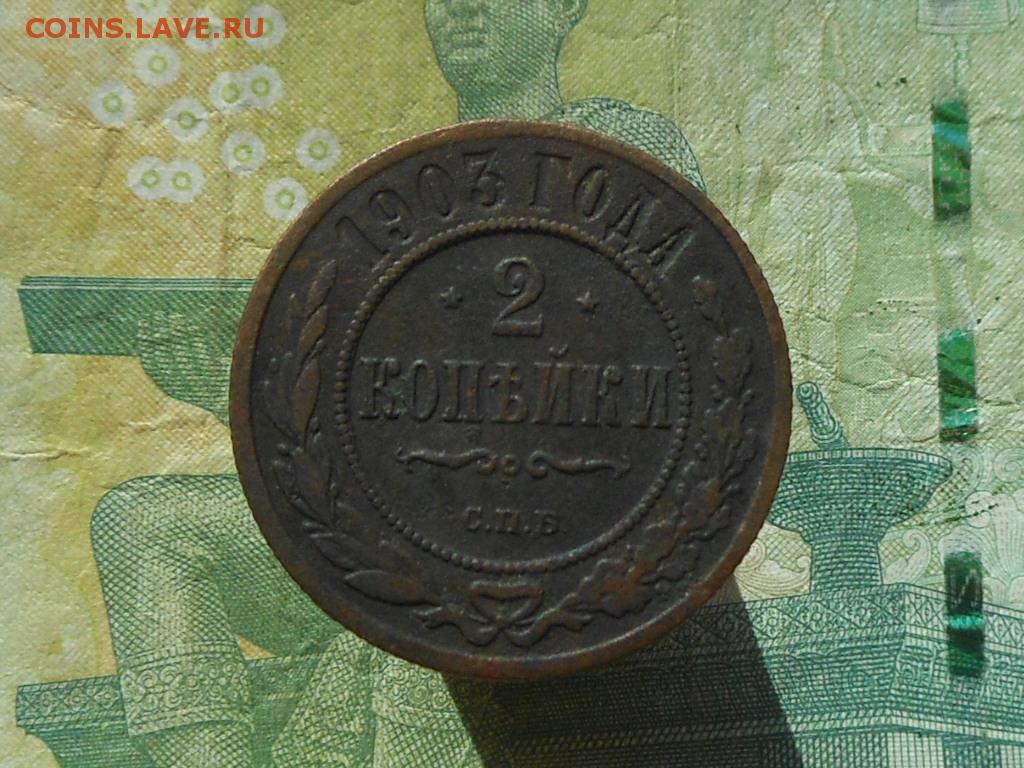 COINS.LAVE.RU
1903 ГОДА
2
КОПѢЙКИ
С.П.Б.